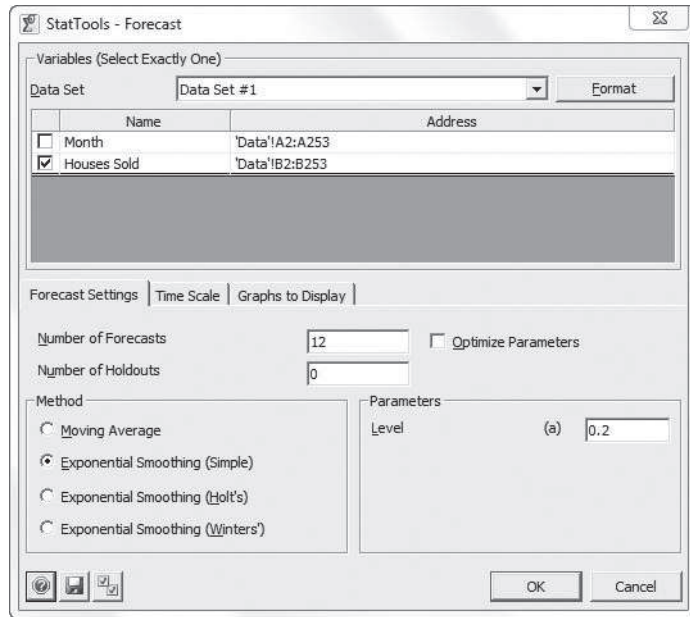 StatTools - Forecast
Variables (Select Exactly One)
Data Set Data Set #1 Format
Name Address
Month 'Data'!A2:A253
Houses Sold 'Data'!B2:B253
Forecast Settings Time Scale Graphs to Display
Number of Forecasts 12 Optimize Parameters
Number of Holdouts 0
Method Parameters
Moving Average Level (a) 0.2
Exponential Smoothing (Simple)
Exponential Smoothing (Holt's)
Exponential Smoothing (Winters')
OK Cancel